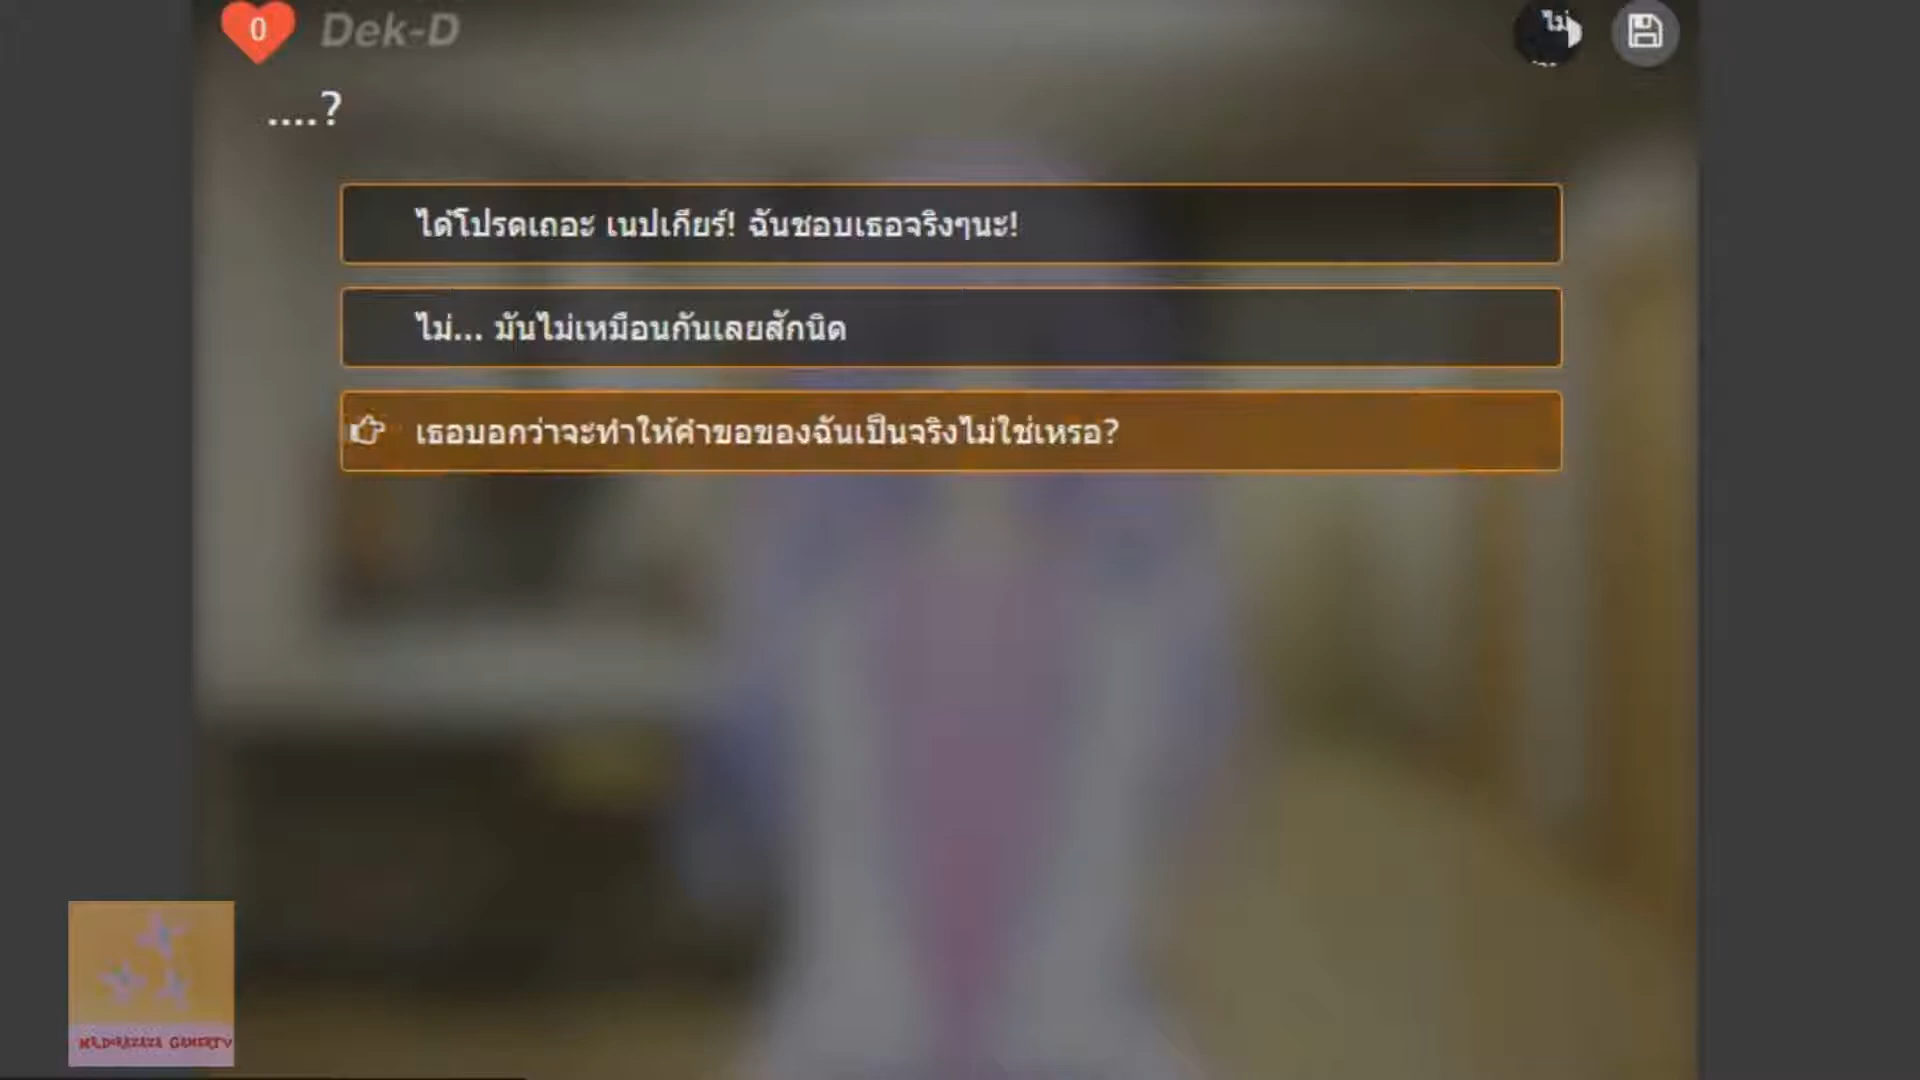 0
Dek-D
ไม่
....?
ได้โปรดเถอะ เนปเกียร์! ฉันชอบเธอจริงๆนะ!
ไม่... มันไม่เหมือนกันเลยสักนิด
เธอบอกว่าจะทำให้คำขอของฉันเป็นจริงไม่ใช่เหรอ?
GAMERTV